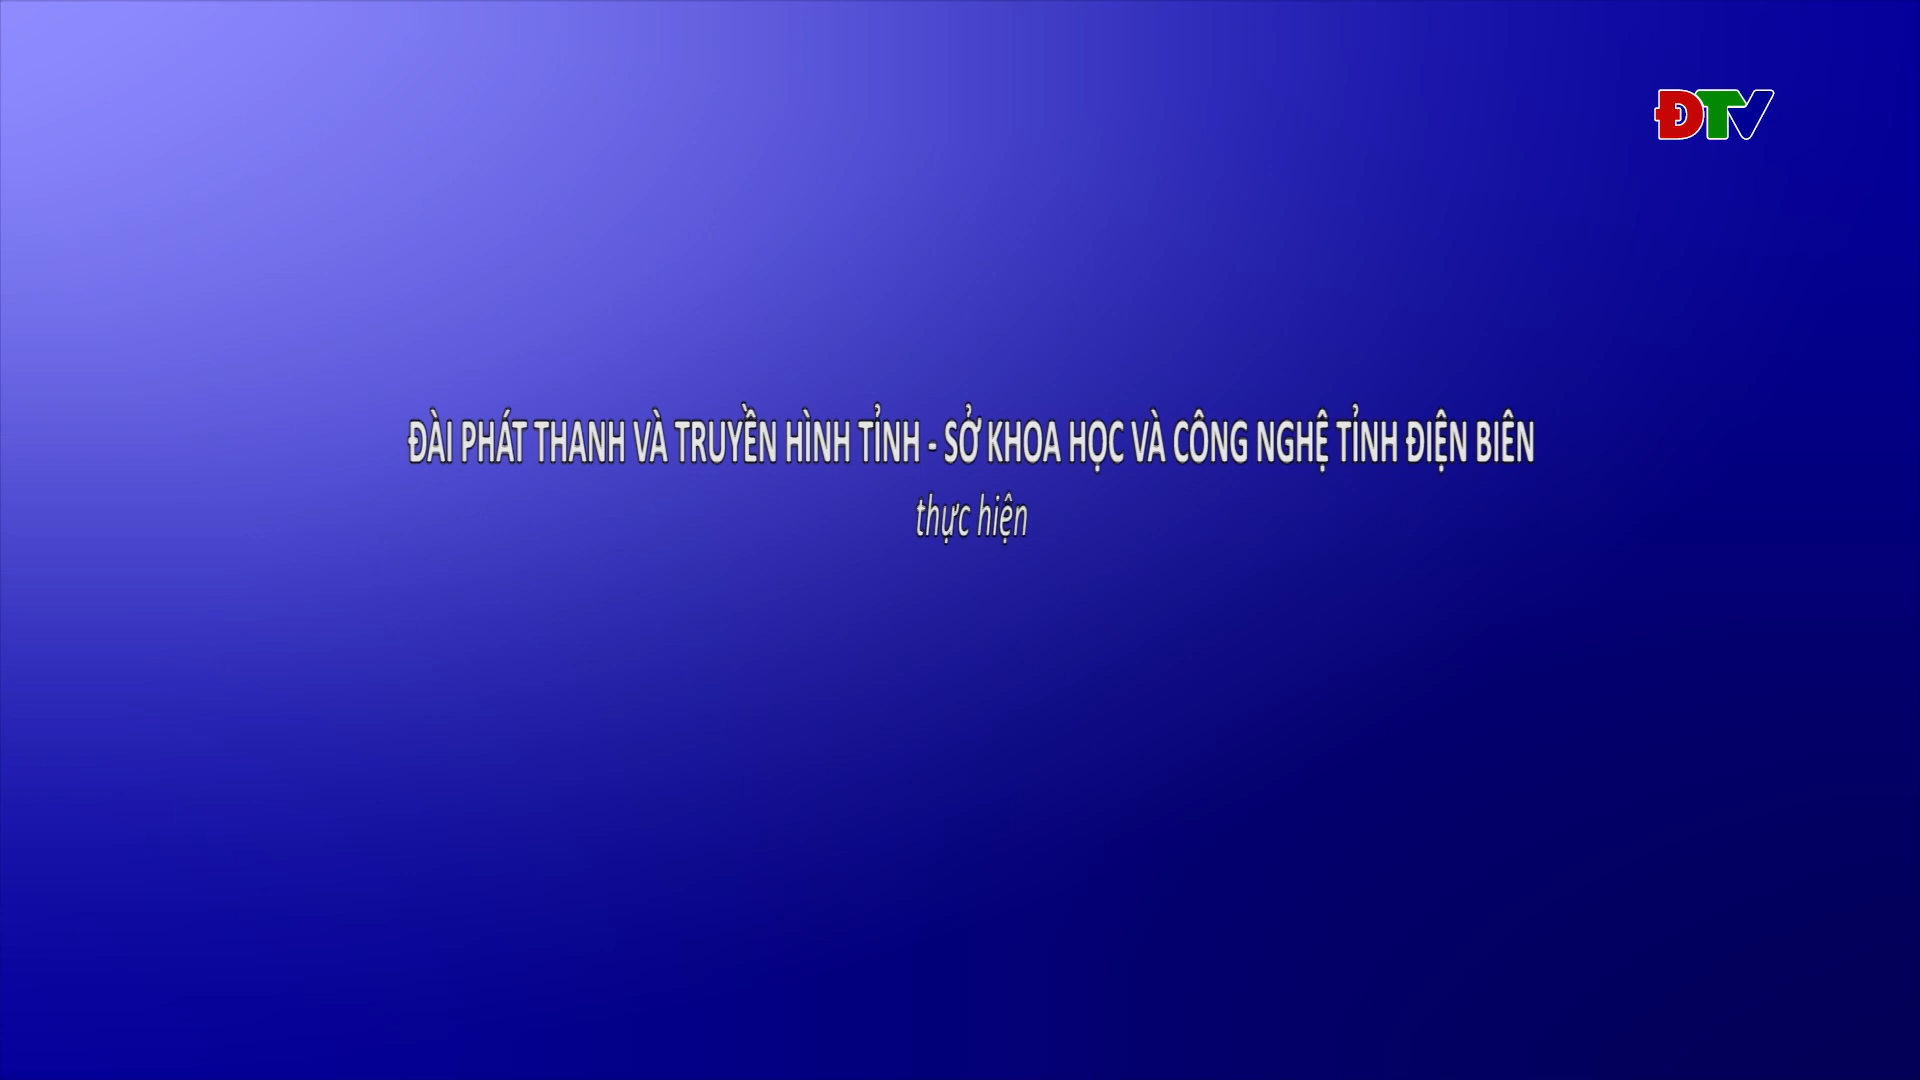 ĐTV
ĐÀI PHÁT THANH VÀ TRUYỀN HÌNH TỈNH - SỞ KHOA HỌC VÀ CÔNG NGHỆ TỈNH ĐIỆN BIÊN
thực hiện